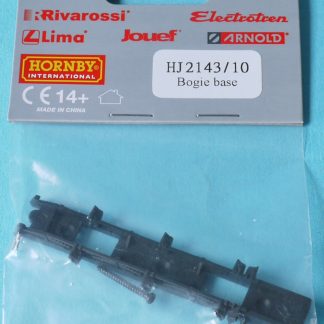 Rivarossi Electrotren
Lima Jouef ARNOLD
HORNBY
INTERNATIONAL
CE 14+
MADE IN CHINA
HJ2143/10
Bogie base